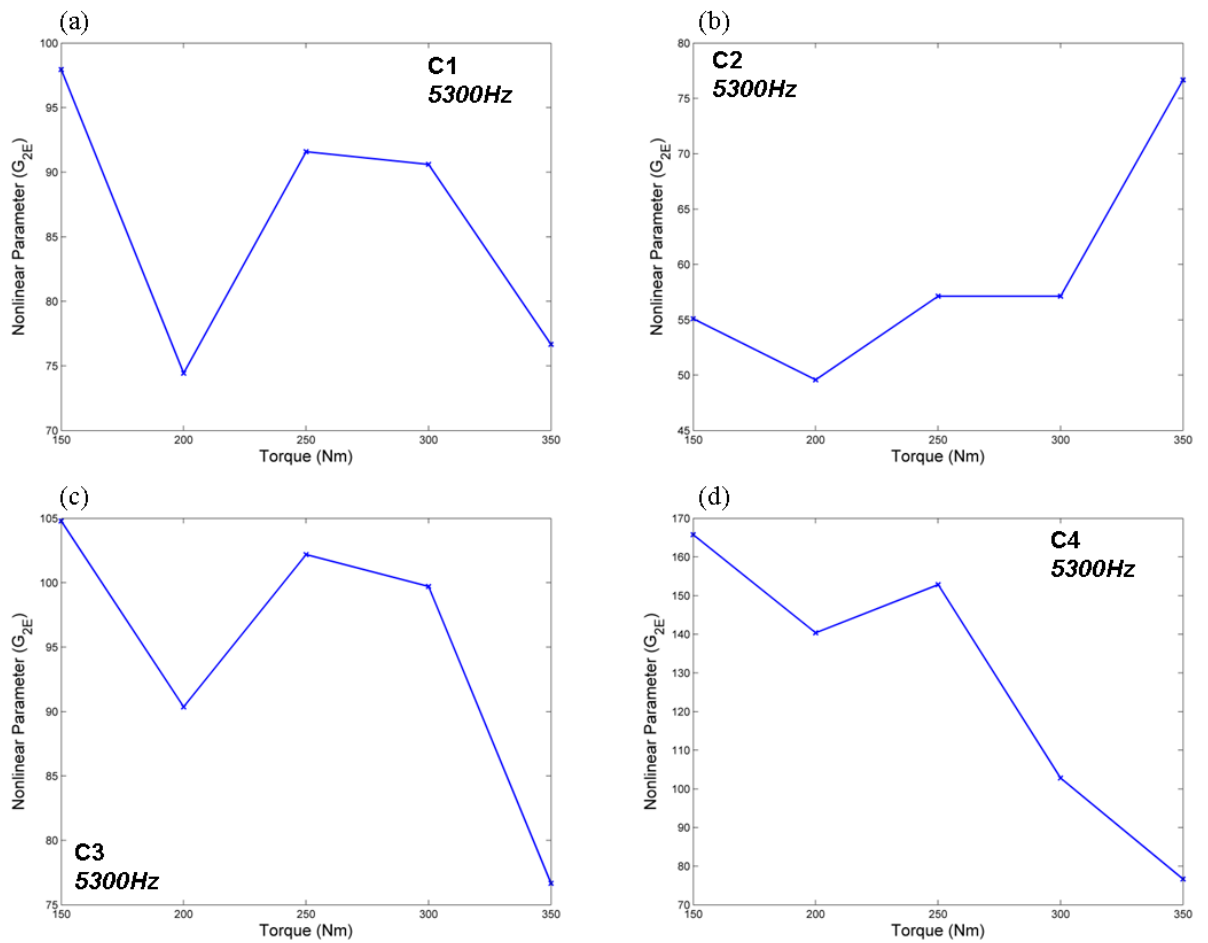 (a)
C1
5300Hz
100
95
90
85
80
75
70
150 200 250 300 350
Nonlinear Parameter (G2E)
Torque (Nm)
(b)
C2
5300Hz
80
75
70
65
60
55
50
45
150 200 250 300 350
Nonlinear Parameter (G2E)
Torque (Nm)
(c)
105
100
95
90
85
80
75
C3
5300Hz
150 200 250 300 350
Nonlinear Parameter (G2E)
Torque (Nm)
(d)
C4
5300Hz
170
160
150
140
130
120
110
100
90
80
70
150 200 250 300 350
Nonlinear Parameter (G2E)
Torque (Nm)